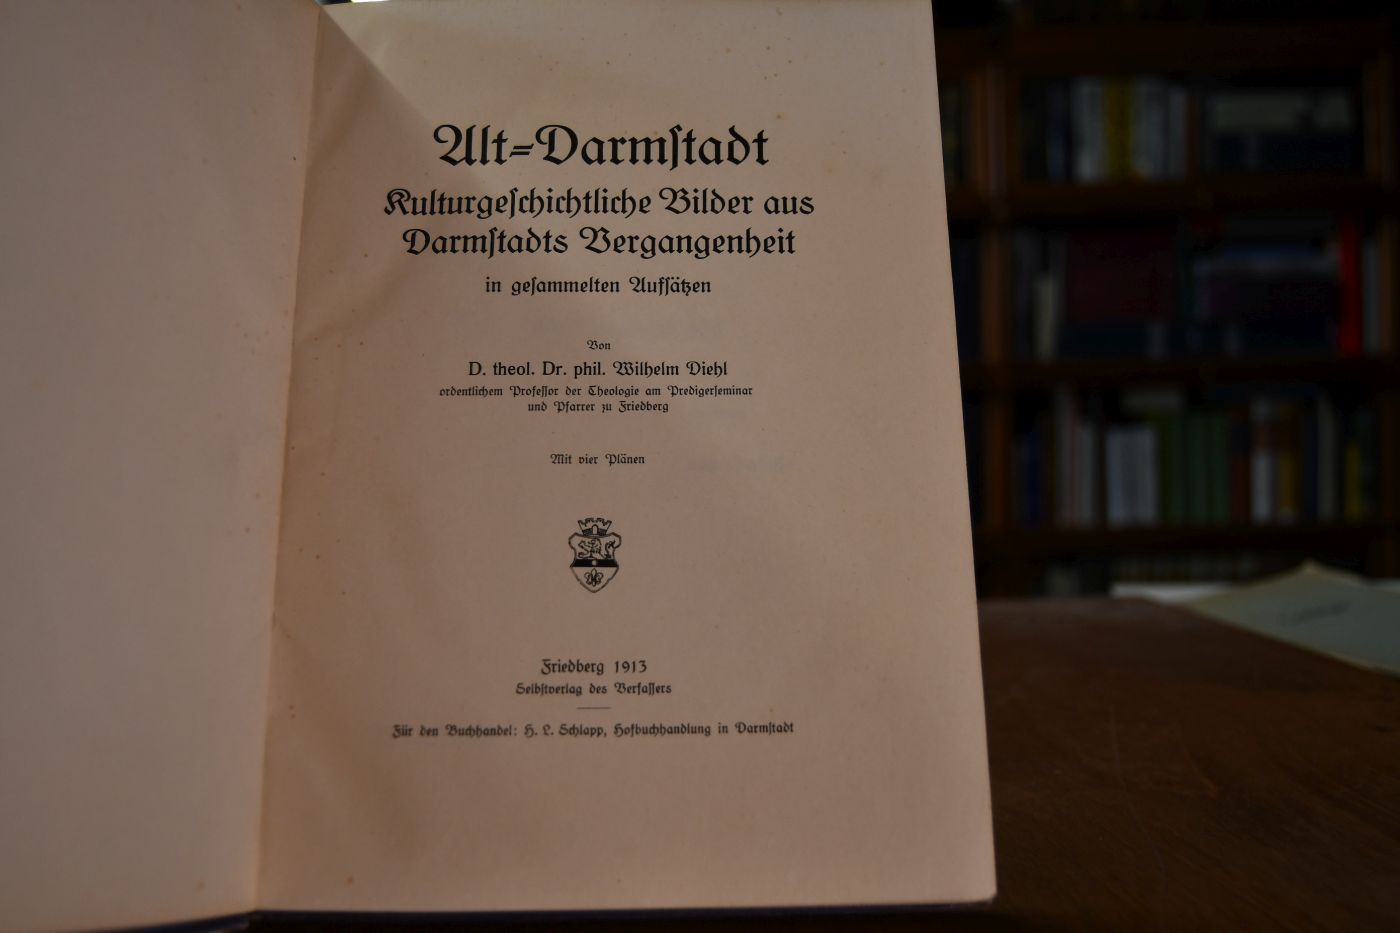 Alt-Darmſtadt
Kulturgeſchichtliche Bilder aus
Darmſtadts Vergangenheit
in geſammelten Aufſätzen
Von
D. theol. Dr. phil. Wilhelm Diehl
ordentlichem Profeſſor der Theologie am Predigerſeminar
und Pfarrer zu Friedberg
Mit vier Plänen
Friedberg 1913
Selbſtverlag des Verfaſſers
Für den Buchhandel: H. L. Schlapp, Hofbuchhandlung in Darmſtadt